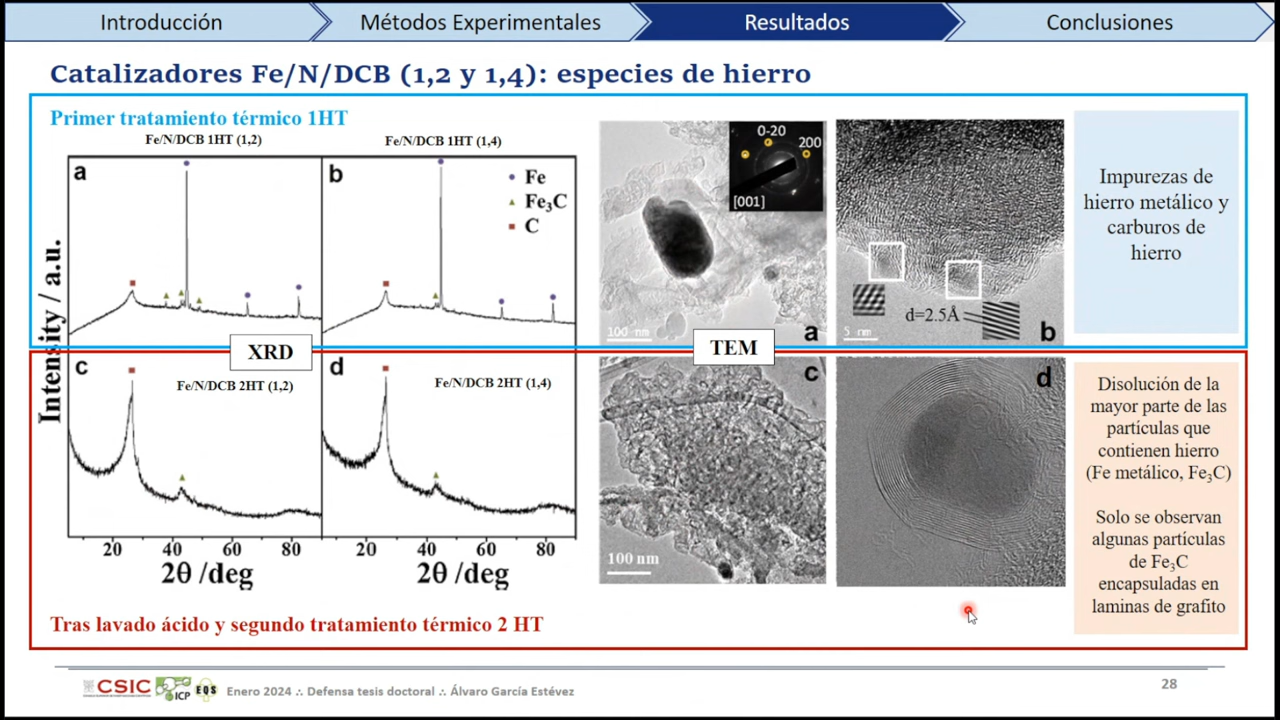 Introducción
Métodos Experimentales
Resultados
Conclusiones
Catalizadores Fe/N/DCB (1,2 y 1,4): especies de hierro
Primer tratamiento térmico 1HT
Fe/N/DCB 1HT (1,2)
Fe/N/DCB 1HT (1,4)
a
b
Fe
Fe₃C
C
Intensity / a.u.
XRD
c
Fe/N/DCB 2HT (1,2)
d
Fe/N/DCB 2HT (1,4)
20
40
60
80
20
40
60
80
2θ /deg
2θ /deg
0-20
200
[001]
100 nm
a
d=2.5Å
5 nm
b
TEM
c
100 nm
d
Impurezas de
hierro metálico y
carburos de
hierro
Disolución de la
mayor parte de las
partículas que
contienen hierro
(Fe metálico, Fe₃C)
Solo se observan
algunas partículas
de Fe₃C
encapsuladas en
laminas de grafito
Tras lavado ácido y segundo tratamiento térmico 2 HT
CSIC
ICP
EQS
Enero 2024 ∴ Defensa tesis doctoral ∴ Álvaro García Estévez
28